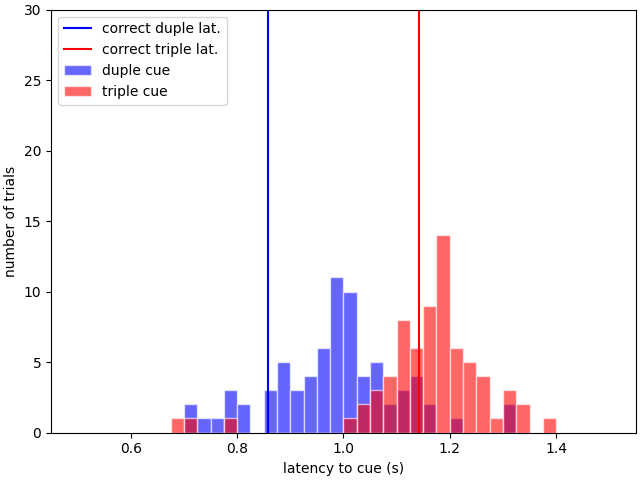 correct duple lat.
correct triple lat.
duple cue
triple cue
number of trials
30
25
20
15
10
5
0
0.6 0.8 1.0 1.2 1.4
latency to cue (s)